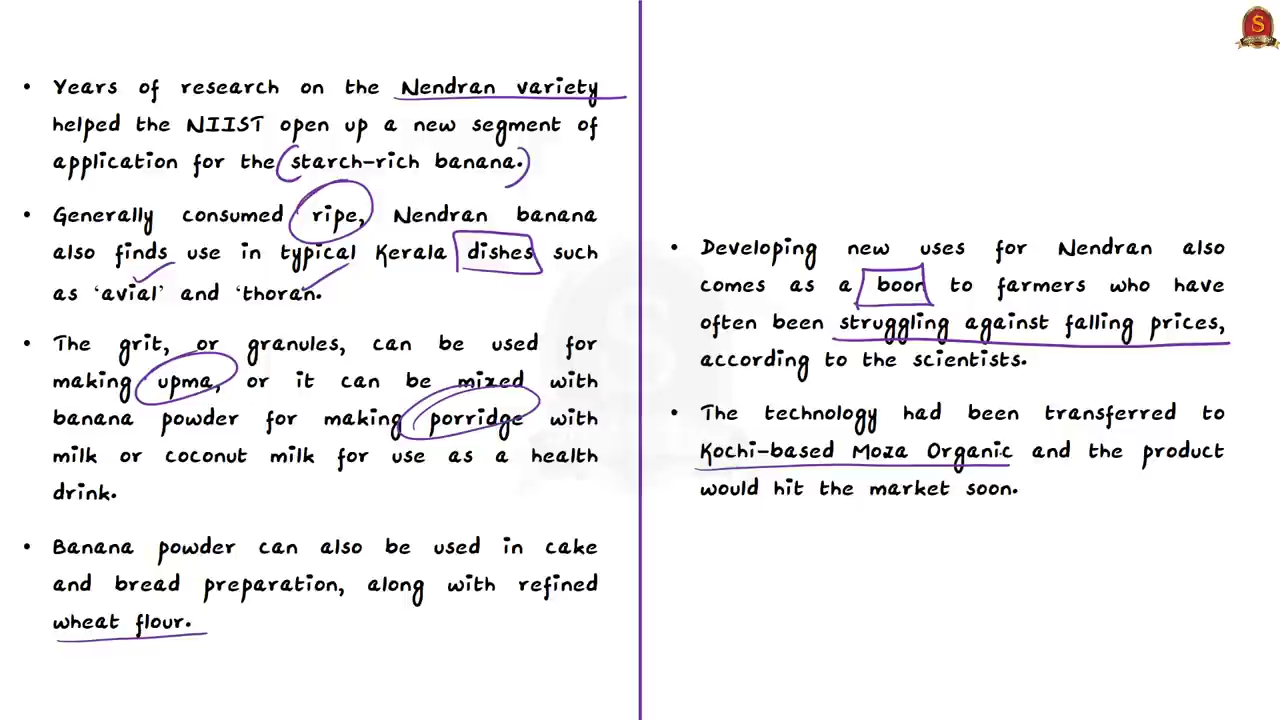 • Years of research on the Nendran variety
helped the NIIST open up a new segment of
application for the starch-rich banana.
• Generally consumed ripe, Nendran banana
also finds use in typical Kerala dishes such
as ‘avial’ and ‘thoran.
• The grit, or granules, can be used for
making upma, or it can be mixed with
banana powder for making porridge with
milk or coconut milk for use as a health
drink.
• Banana powder can also be used in cake
and bread preparation, along with refined
wheat flour.
• Developing new uses for Nendran also
comes as a boon to farmers who have
often been struggling against falling prices,
according to the scientists.
• The technology had been transferred to
Kochi-based Moza Organic and the product
would hit the market soon.
S